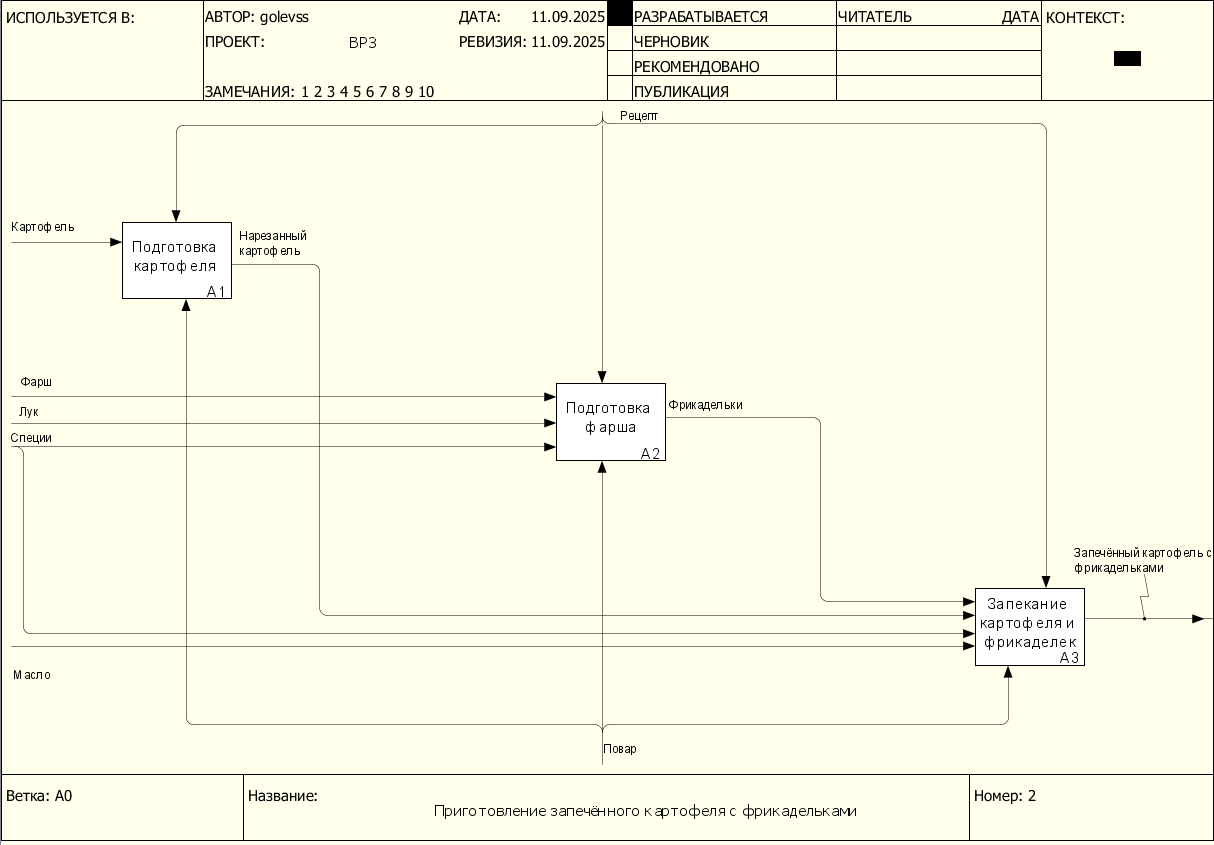 ИСПОЛЬЗУЕТСЯ В:
АВТОР: golevss
ДАТА: 11.09.2025
РАЗРАБАТЫВАЕТСЯ
ЧИТАТЕЛЬ
ДАТА
КОНТЕКСТ:
ПРОЕКТ:
ВРЗ
РЕВИЗИЯ: 11.09.2025
ЧЕРНОВИК
РЕКОМЕНДОВАНО
ЗАМЕЧАНИЯ: 1 2 3 4 5 6 7 8 9 10
ПУБЛИКАЦИЯ
Рецепт
Картофель
Подготовка
картофеля
A1
Нарезанный
картофель
Фарш
Лук
Специи
Подготовка
фарша
A2
Фрикадельки
Запечённый картофель с
фрикадельками
Запекание
картофеля и
фрикаделек
A3
Масло
Повар
Ветка: A0
Название:
Приготовление запечённого картофеля с фрикадельками
Номер: 2